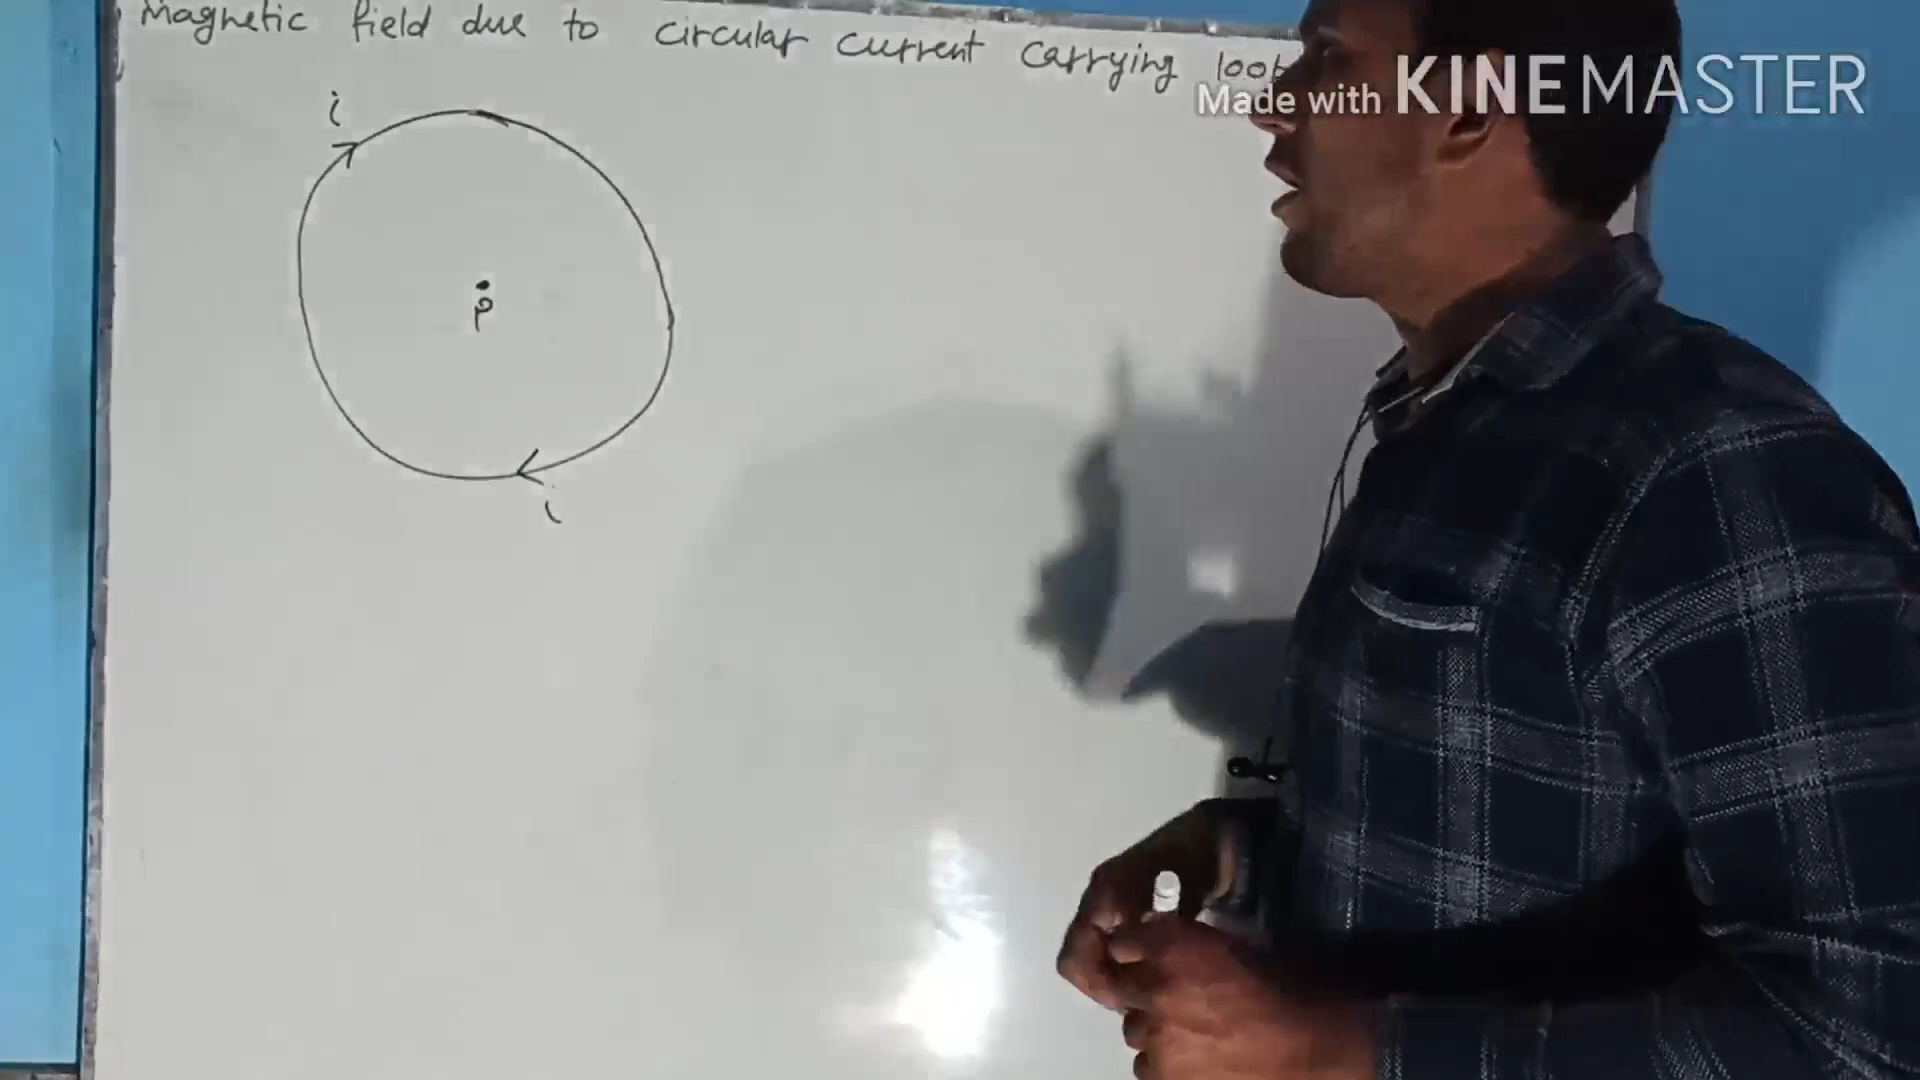 Magnetic field due to circular current carrying loop
Made with KINEMASTER
i
P
i